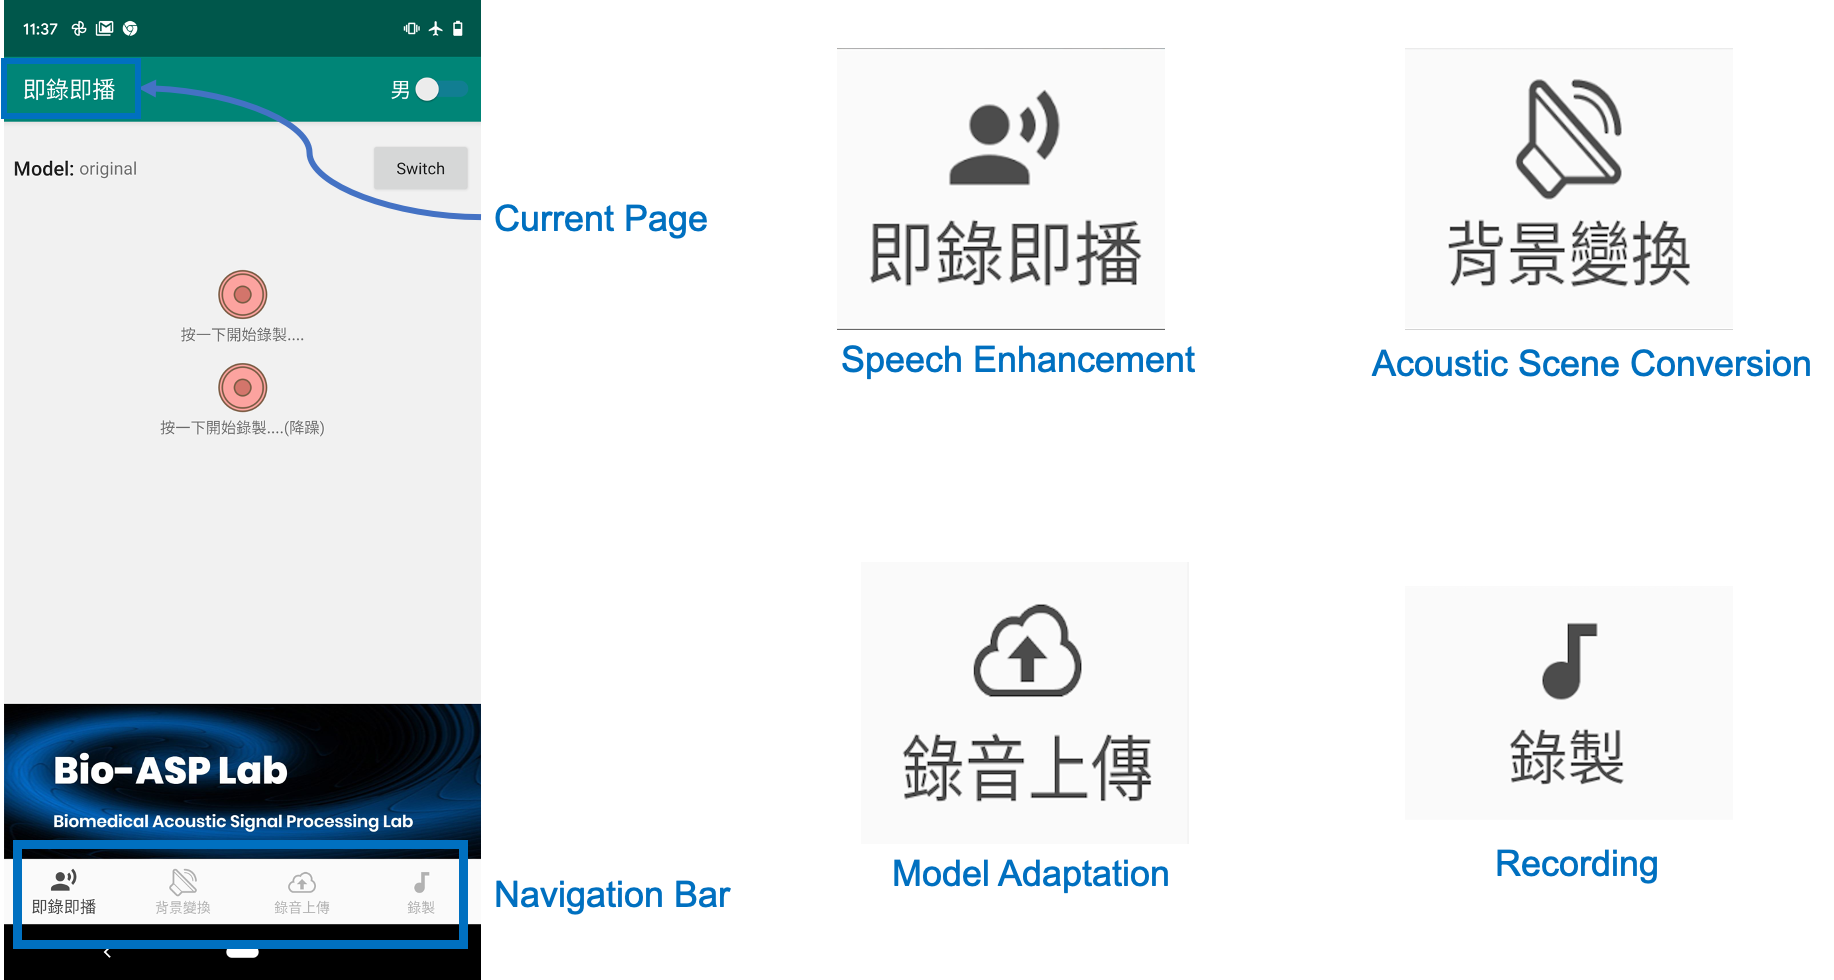 11:37
即錄即播
男
Model: original
Switch
Current Page
按一下開始錄製....
按一下開始錄製....(降躁)
Bio-ASP Lab
Biomedical Acoustic Signal Processing Lab
即錄即播
背景變換
錄音上傳
錄製
Navigation Bar
即錄即播
Speech Enhancement
背景變換
Acoustic Scene Conversion
錄音上傳
Model Adaptation
錄製
Recording